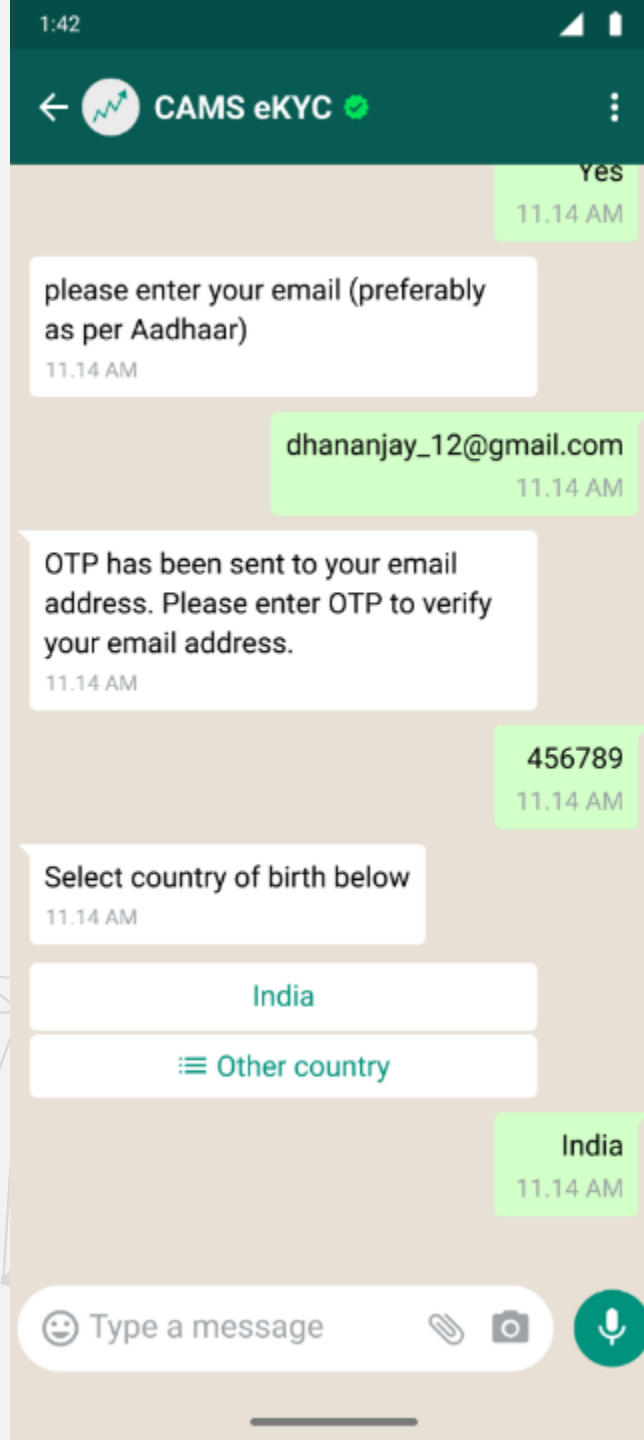 1:42
CAMS eKYC
Yes
11.14 AM
please enter your email (preferably
as per Aadhaar)
11.14 AM
dhananjay_12@gmail.com
11.14 AM
OTP has been sent to your email
address. Please enter OTP to verify
your email address.
11.14 AM
456789
11.14 AM
Select country of birth below
11.14 AM
India
Other country
India
11.14 AM
Type a message